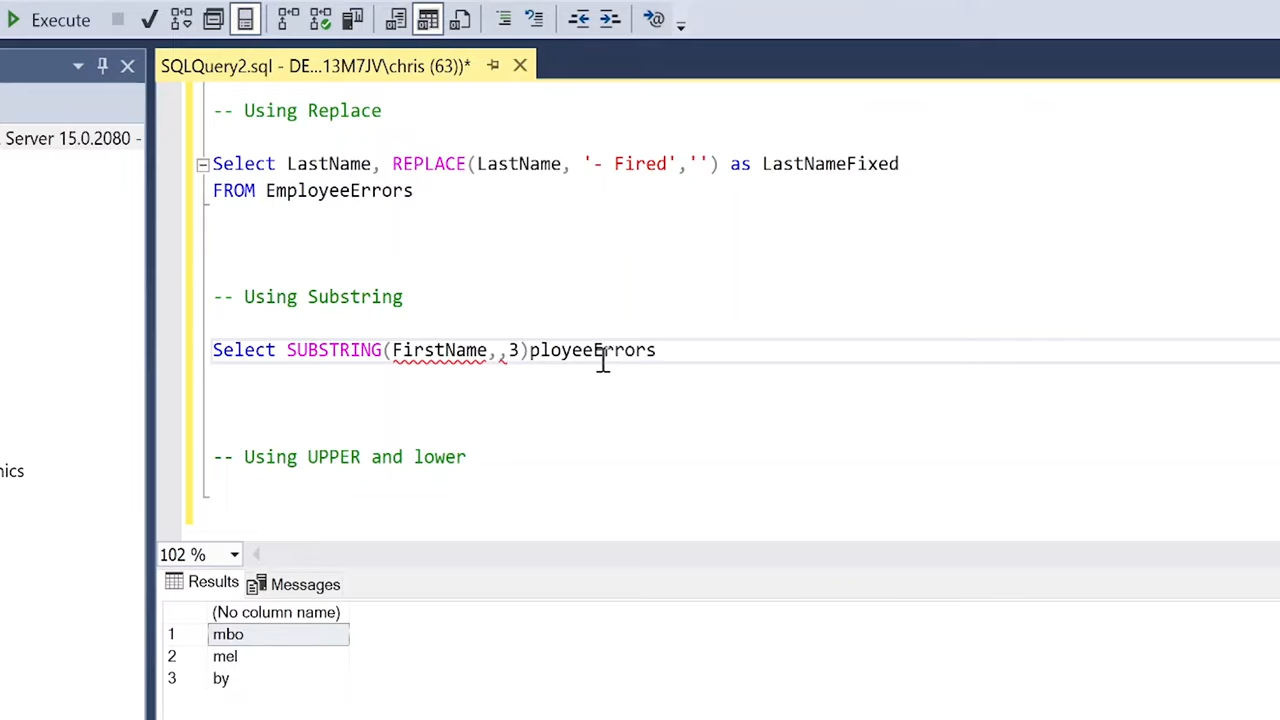 Execute
SQLQuery2.sql - DE...13M7JV\chris (63))*
Server 15.0.2080 -
-- Using Replace
Select LastName, REPLACE(LastName, '- Fired','') as LastNameFixed
FROM EmployeeErrors
-- Using Substring
Select SUBSTRING(FirstName,,3)ployeeErrors
-- Using UPPER and lower
nics
102 %
Results Messages
(No column name)
1 mbo
2 mel
3 by